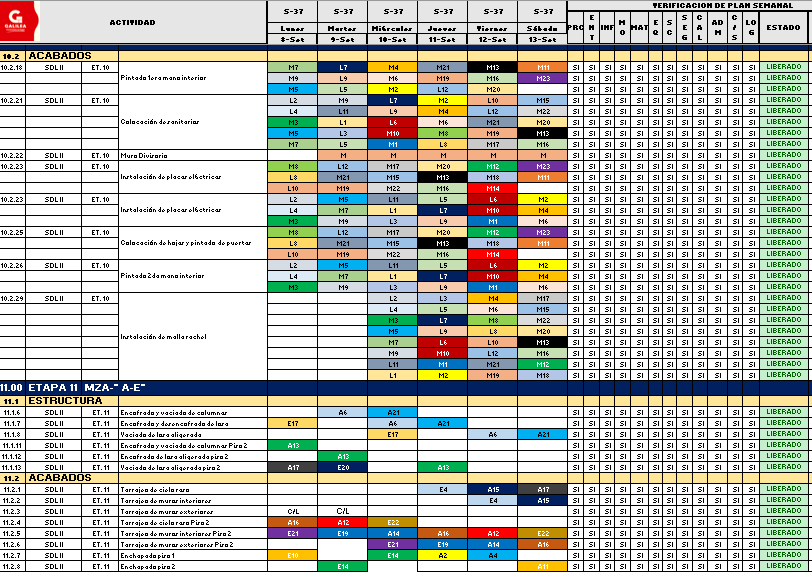 G GALILEA
ACTIVIDAD S-37 S-37 S-37 S-37 S-37 S-37 VERIFICACION DE PLAN SEMANAL
Lunes Martes Miércoles Jueves Viernes Sábado PRC ENT INF MO MAT EQ SC SEG CAL ADM C/S LOG ESTADO
8-Set 9-Set 10-Set 11-Set 12-Set 13-Set
10.2 ACABADOS
10.2.18 SDL II ET. 10 M7 L7 M4 M21 M13 M11 SI SI SI SI SI SI SI SI SI SI SI SI LIBERADO
Pintado 1era mano interior M9 L9 M6 M19 M16 M23 SI SI SI SI SI SI SI SI SI SI SI SI LIBERADO
M5 L5 M2 L12 M20 SI SI SI SI SI SI SI SI SI SI SI SI LIBERADO
10.2.21 SDL II ET. 10 L2 M9 L7 M2 L10 M15 SI SI SI SI SI SI SI SI SI SI SI SI LIBERADO
L4 L11 L9 M4 L12 M22 SI SI SI SI SI SI SI SI SI SI SI SI LIBERADO
Colocación de sanitarios M3 L1 L6 M6 M21 M20 SI SI SI SI SI SI SI SI SI SI SI SI LIBERADO
M5 L3 M10 M8 M19 M13 SI SI SI SI SI SI SI SI SI SI SI SI LIBERADO
M7 L5 M1 L8 M17 M16 SI SI SI SI SI SI SI SI SI SI SI SI LIBERADO
10.2.22 SDL II ET. 10 Muro Divisorio M M M M M SI SI SI SI SI SI SI SI SI SI SI SI LIBERADO
10.2.23 SDL II ET. 10 M8 L12 M17 M20 M12 M23 SI SI SI SI SI SI SI SI SI SI SI SI LIBERADO
Instalación de placas eléctricas L8 M21 M15 M13 M18 M11 SI SI SI SI SI SI SI SI SI SI SI SI LIBERADO
L10 M19 M22 M16 M14 SI SI SI SI SI SI SI SI SI SI SI SI LIBERADO
10.2.23 SDL II ET. 10 L2 M5 L11 L5 L6 M2 SI SI SI SI SI SI SI SI SI SI SI SI LIBERADO
Instalación de placas eléctricas L4 M7 L1 L7 M10 M4 SI SI SI SI SI SI SI SI SI SI SI SI LIBERADO
M3 M9 L3 L9 M1 M6 SI SI SI SI SI SI SI SI SI SI SI SI LIBERADO
10.2.25 SDL II ET. 10 M8 L12 M17 M20 M12 M23 SI SI SI SI SI SI SI SI SI SI SI SI LIBERADO
Colocación de hojas y pintado de puertas L8 M21 M15 M13 M18 M11 SI SI SI SI SI SI SI SI SI SI SI SI LIBERADO
L10 M19 M22 M16 M14 SI SI SI SI SI SI SI SI SI SI SI SI LIBERADO
10.2.26 SDL II ET. 10 L2 M5 L11 L5 L6 M2 SI SI SI SI SI SI SI SI SI SI SI SI LIBERADO
Pintado 2da mano interior L4 M7 L1 L7 M10 M4 SI SI SI SI SI SI SI SI SI SI SI SI LIBERADO
M3 M9 L3 L9 M1 M6 SI SI SI SI SI SI SI SI SI SI SI SI LIBERADO
10.2.29 SDL II ET. 10 L2 L3 M4 M17 SI SI SI SI SI SI SI SI SI SI SI SI LIBERADO
L4 L5 M6 M15 SI SI SI SI SI SI SI SI SI SI SI SI LIBERADO
M3 L7 M8 M22 SI SI SI SI SI SI SI SI SI SI SI SI LIBERADO
M5 L9 L8 M20 SI SI SI SI SI SI SI SI SI SI SI SI LIBERADO
Instalación de malla rachel M7 L6 L10 M13 SI SI SI SI SI SI SI SI SI SI SI SI LIBERADO
M9 M10 L12 M16 SI SI SI SI SI SI SI SI SI SI SI SI LIBERADO
L11 M1 M21 M12 SI SI SI SI SI SI SI SI SI SI SI SI LIBERADO
L1 M2 M19 M18 SI SI SI SI SI SI SI SI SI SI SI SI LIBERADO
11.00 ETAPA 11 MZA-" A-E"
11.1 ESTRUCTURA
11.1.6 SDL II ET. 11 Encofrado y vaciado de columnas A6 A21 SI SI SI SI SI SI SI SI SI SI SI SI LIBERADO
11.1.7 SDL II ET. 11 Encofrado y desencofrado de losa E17 A6 A21 SI SI SI SI SI SI SI SI SI SI SI SI LIBERADO
11.1.8 SDL II ET. 11 Vaciado losa aligerada E17 A6 A21 SI SI SI SI SI SI SI SI SI SI SI SI LIBERADO
11.1.11 SDL II ET. 11 Encofrado y vaciado de columnas Piso 2 A13 SI SI SI SI SI SI SI SI SI SI SI SI LIBERADO
11.1.12 SDL II ET. 11 Encofrado de losa aligerada piso 2 A13 SI SI SI SI SI SI SI SI SI SI SI SI LIBERADO
11.1.13 SDL II ET. 11 Vaciado de losa aligerada piso 2 A17 E20 A13 SI SI SI SI SI SI SI SI SI SI SI SI LIBERADO
11.2 ACABADOS
11.2.1 SDL II ET. 11 Tarrajeo de cielo raso E4 A15 A17 SI SI SI SI SI SI SI SI SI SI SI SI LIBERADO
11.2.2 SDL II ET. 11 Tarrajeo de muros interiores E4 A15 SI SI SI SI SI SI SI SI SI SI SI SI LIBERADO
11.2.3 SDL II ET. 11 Tarrajeo de muros exteriores C/L C/L SI SI SI SI SI SI SI SI SI SI SI SI LIBERADO
11.2.4 SDL II ET. 11 Tarrajeo de cielo raso Piso 2 A16 A12 E22 SI SI SI SI SI SI SI SI SI SI SI SI LIBERADO
11.2.5 SDL II ET. 11 Tarrajeo de muros interiores Piso 2 E21 E19 A14 A16 A12 E22 SI SI SI SI SI SI SI SI SI SI SI SI LIBERADO
11.2.6 SDL II ET. 11 Tarrajeo de muros exteriores Piso 2 E21 E19 A14 A16 SI SI SI SI SI SI SI SI SI SI SI SI LIBERADO
11.2.7 SDL II ET. 11 Enchapado piso 1 E10 E14 A2 A4 SI SI SI SI SI SI SI SI SI SI SI SI LIBERADO
11.2.8 SDL II ET. 11 Enchapado piso 2 E14 A11 SI SI SI SI SI SI SI SI SI SI SI SI LIBERADO